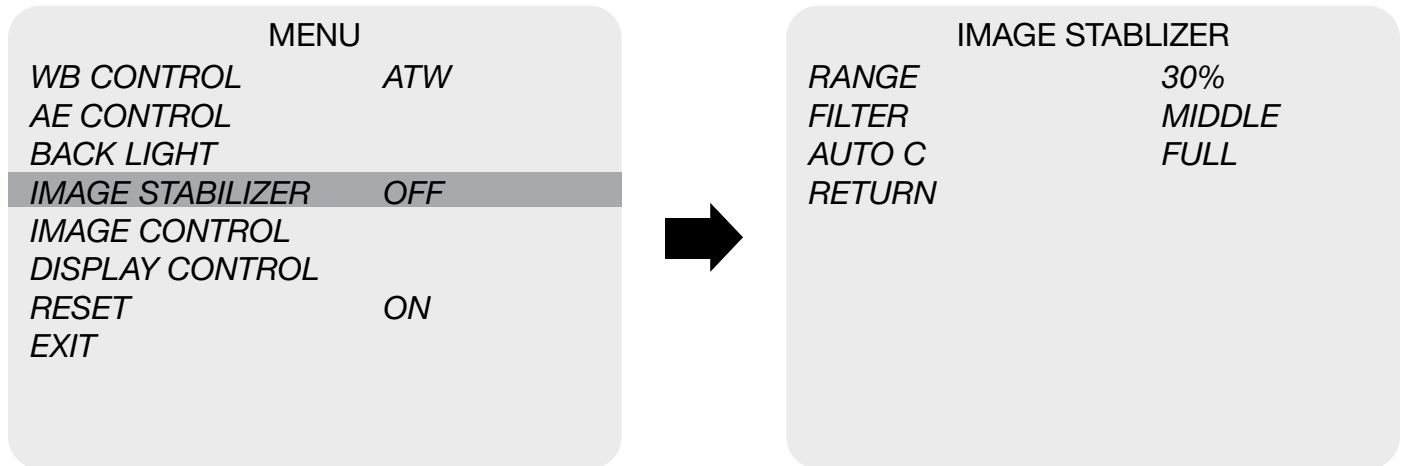 MENU
WB CONTROL ATW
AE CONTROL
BACK LIGHT
IMAGE STABILIZER OFF
IMAGE CONTROL
DISPLAY CONTROL
RESET ON
EXIT
IMAGE STABLIZER
RANGE 30%
FILTER MIDDLE
AUTO C FULL
RETURN